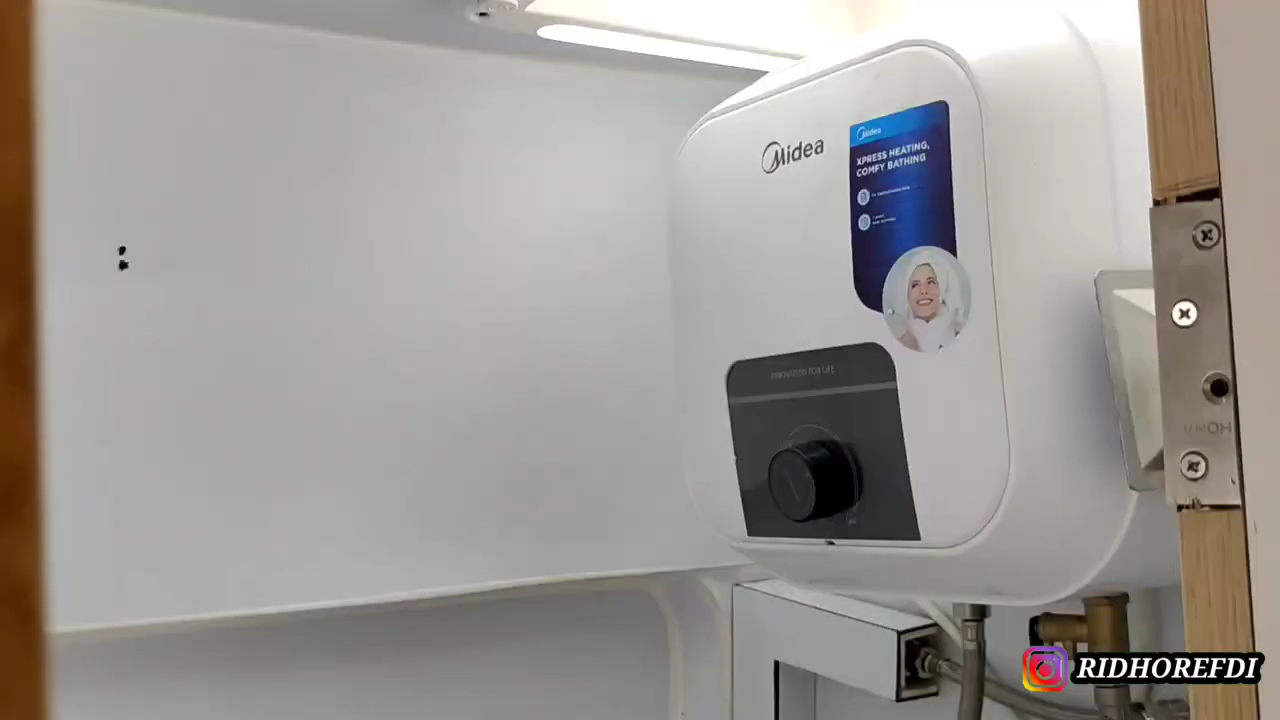 Midea
Midea
XPRESS HEATING,
COMFY BATHING
INNOVATION FOR LIFE
RIDHOREFDI